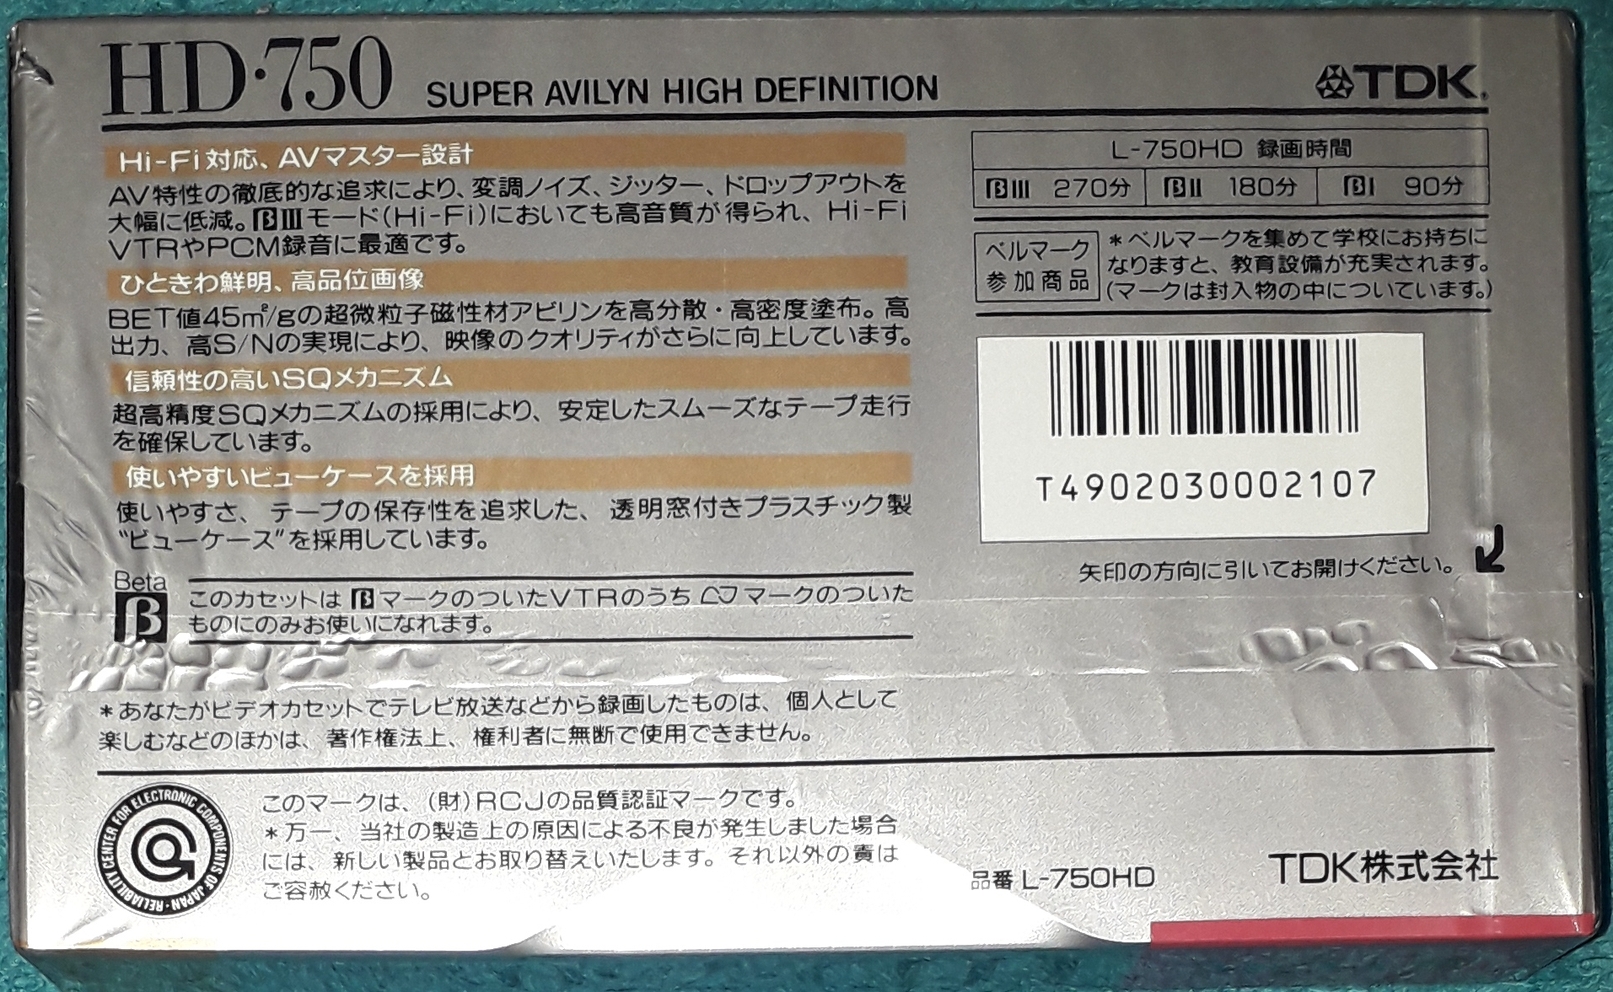 HD·750 SUPER AVILYN HIGH DEFINITION
TDK
Hi-Fi対応、AVマスター設計
AV特性の徹底的な追求により、変調ノイズ、ジッター、ドロップアウトを
大幅に低減。βIIIモード(Hi-Fi)においても高音質が得られ、Hi-Fi
VTRやPCM録音に最適です。
ひときわ鮮明、高品位画像
BET値45㎡/gの超微粒子磁性材アビリンを高分散・高密度塗布。高
出力、高S/Nの実現により、映像のクオリティがさらに向上しています。
信頼性の高いSQメカニズム
超高精度SQメカニズムの採用により、安定したスムーズなテープ走行
を確保しています。
使いやすいビューケースを採用
使いやすさ、テープの保存性を追求した、透明窓付きプラスチック製
“ビューケース”を採用しています。
Beta
β
このカセットはβマークのついたVTRのうちマークのついた
ものにのみお使いになれます。
L-750HD 録画時間
βIII 270分 βII 180分 βI 90分
ベルマーク
参加商品
*ベルマークを集めて学校にお持ちに
なりますと、教育設備が充実されます。
(マークは封入物の中についています。)
T4902030002107
矢印の方向に引いてお開けください。
*あなたがビデオカセットでテレビ放送などから録画したものは、個人として
楽しむなどのほかは、著作権法上、権利者に無断で使用できません。
RELIABILITY CENTER FOR ELECTRONIC COMPONENTS OF JAPAN
このマークは、(財)RCJの品質認証マークです。
*万一、当社の製造上の原因による不良が発生しました場合
には、新しい製品とお取り替えいたします。それ以外の責は
ご容赦ください。
品番 L-750HD
TDK株式会社